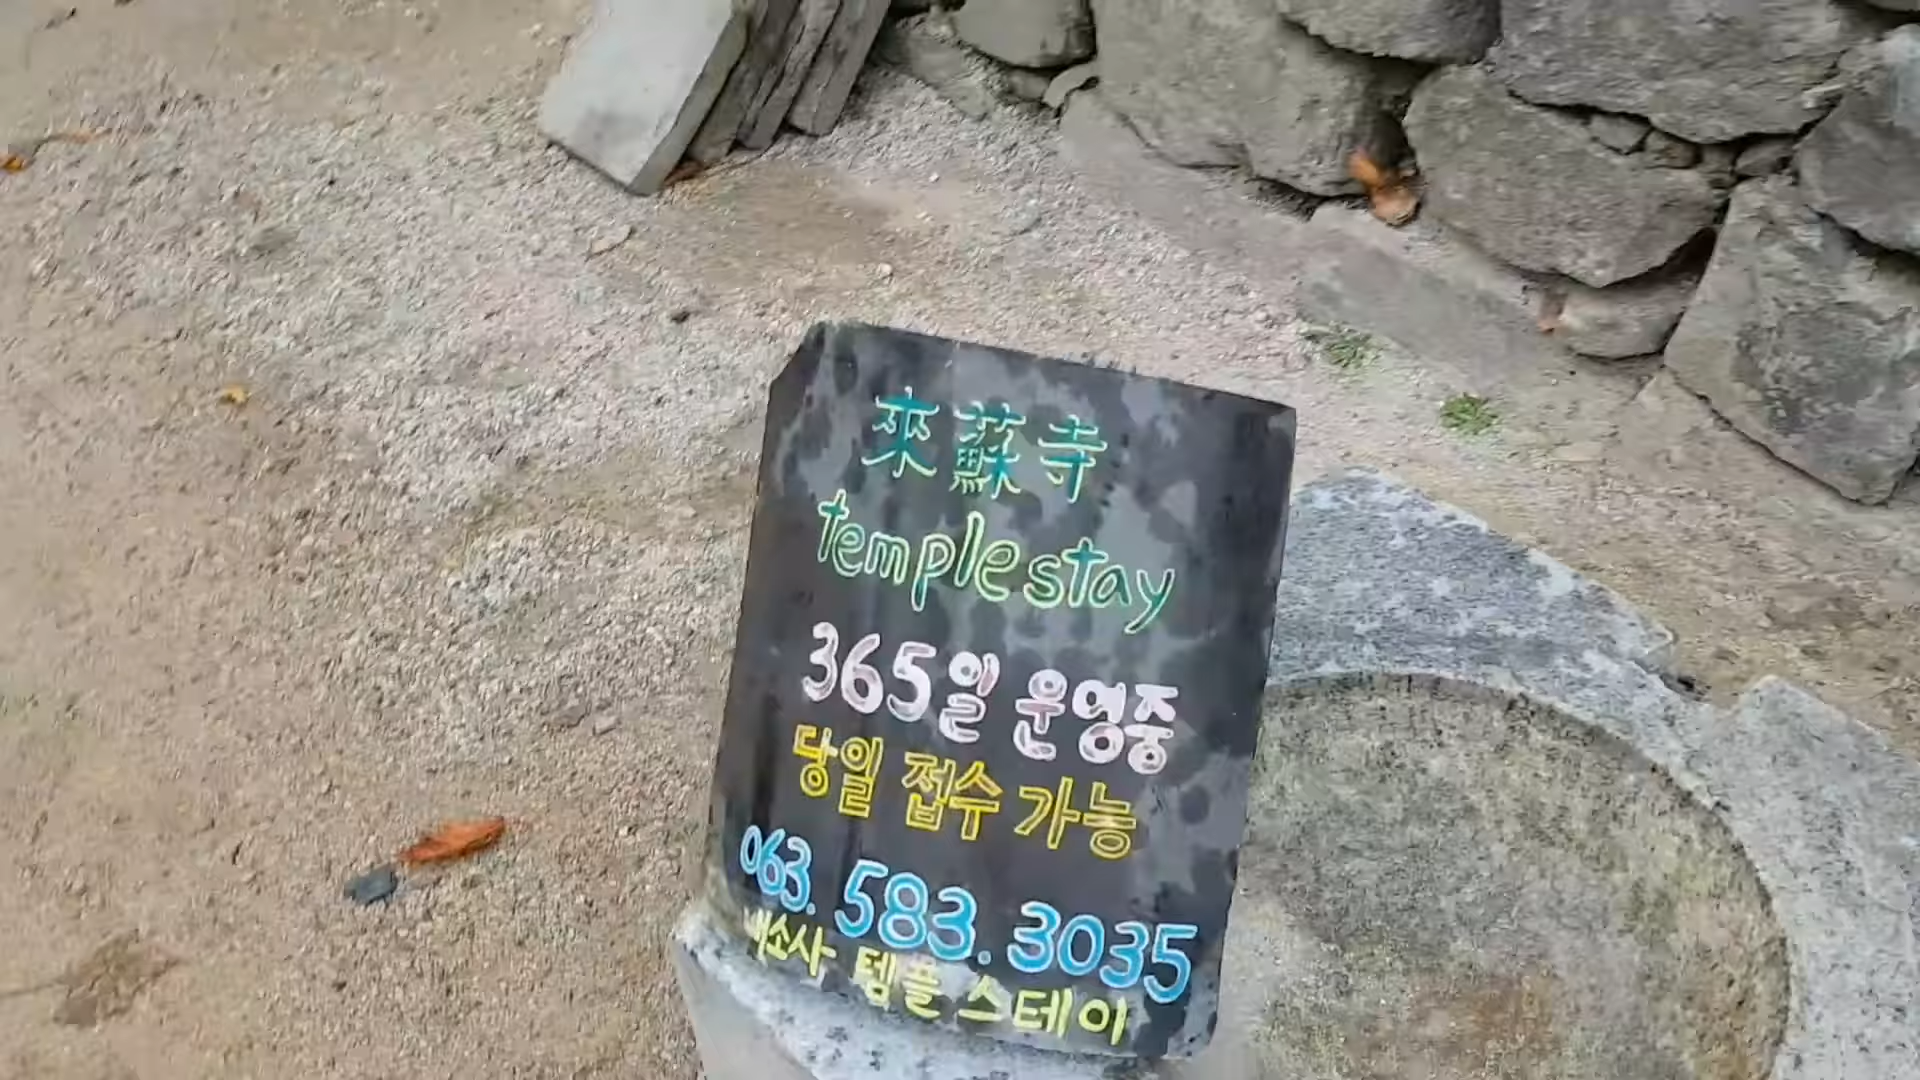 來蘇寺
templestay
365일 운영중
당일 접수 가능
063. 583. 3035
내소사 템플 스테이